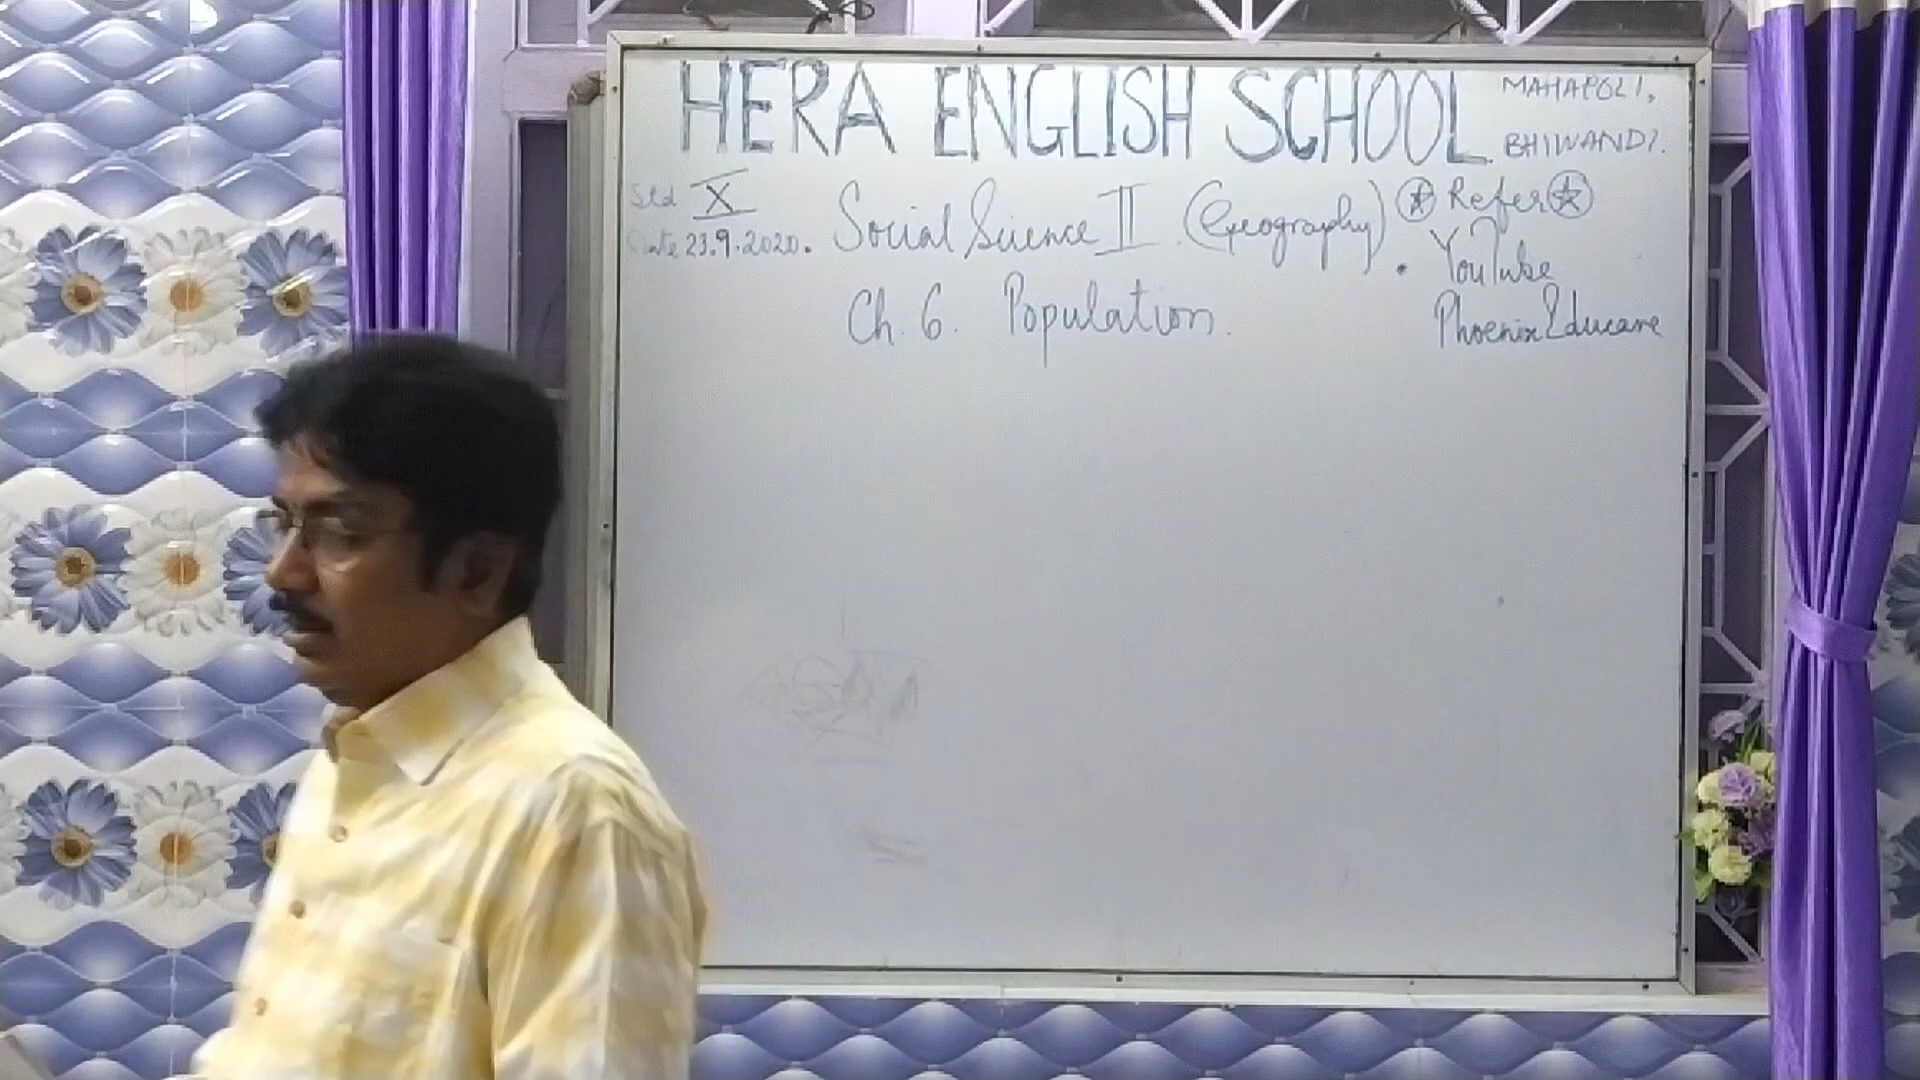 HERA ENGLISH SCHOOL
MAHAPOLI,
BHIWANDI.
Std X
Date 23.9.2020.
Social Science II (Geography)
Ch. 6. Population.
Refer
YouTube
Phoenix Educare